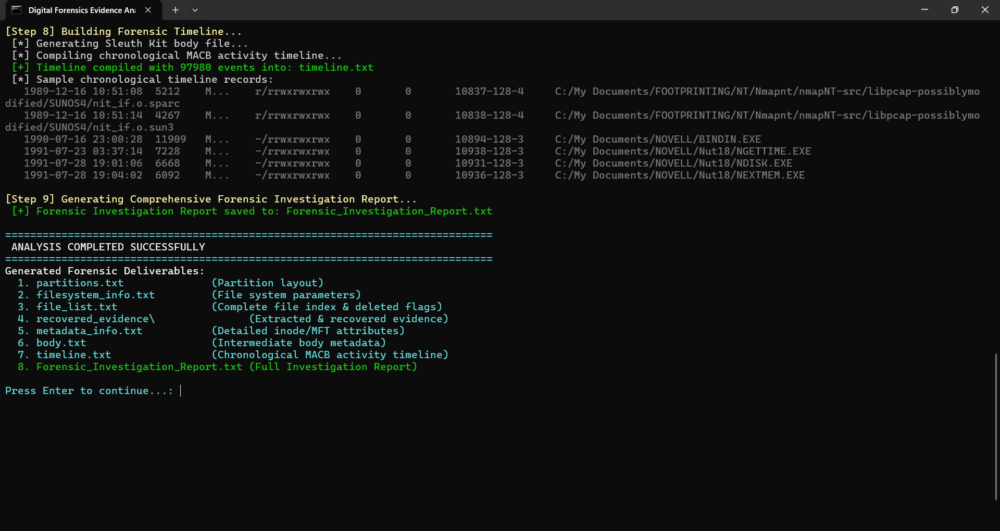 Digital Forensics Evidence Ana
[Step 8] Building Forensic Timeline...
[*] Generating Sleuth Kit body file...
[*] Compiling chronological MACB activity timeline...
[+] Timeline compiled with 97980 events into: timeline.txt
[*] Sample chronological timeline records:
1989-12-16 10:51:08  5212    M...    r/rrwxrwxrwx    0       0       10837-128-4     C:/My Documents/FOOTPRINTING/NT/Nmapnt/nmapNT-src/libpcap-possiblymo
dified/SUNOS4/nit_if.o.sparc
1989-12-16 10:51:14  4267    M...    r/rrwxrwxrwx    0       0       10838-128-4     C:/My Documents/FOOTPRINTING/NT/Nmapnt/nmapNT-src/libpcap-possiblymo
dified/SUNOS4/nit_if.o.sun3
1990-07-16 23:00:28  11909   M...    -/rrwxrwxrwx    0       0       10894-128-3     C:/My Documents/NOVELL/BINDIN.EXE
1991-07-23 03:37:14  7228    M...    -/rrwxrwxrwx    0       0       10938-128-3     C:/My Documents/NOVELL/Nut18/NGETTIME.EXE
1991-07-28 19:01:06  6668    M...    -/rrwxrwxrwx    0       0       10931-128-3     C:/My Documents/NOVELL/Nut18/NDISK.EXE
1991-07-28 19:04:02  6092    M...    -/rrwxrwxrwx    0       0       10936-128-3     C:/My Documents/NOVELL/Nut18/NEXTMEM.EXE
[Step 9] Generating Comprehensive Forensic Investigation Report...
[+] Forensic Investigation Report saved to: Forensic_Investigation_Report.txt
==============================================================================
ANALYSIS COMPLETED SUCCESSFULLY
==============================================================================
Generated Forensic Deliverables:
1. partitions.txt              (Partition layout)
2. filesystem_info.txt         (File system parameters)
3. file_list.txt               (Complete file index & deleted flags)
4. recovered_evidence\               (Extracted & recovered evidence)
5. metadata_info.txt           (Detailed inode/MFT attributes)
6. body.txt                    (Intermediate body metadata)
7. timeline.txt                (Chronological MACB activity timeline)
8. Forensic_Investigation_Report.txt (Full Investigation Report)
Press Enter to continue...: